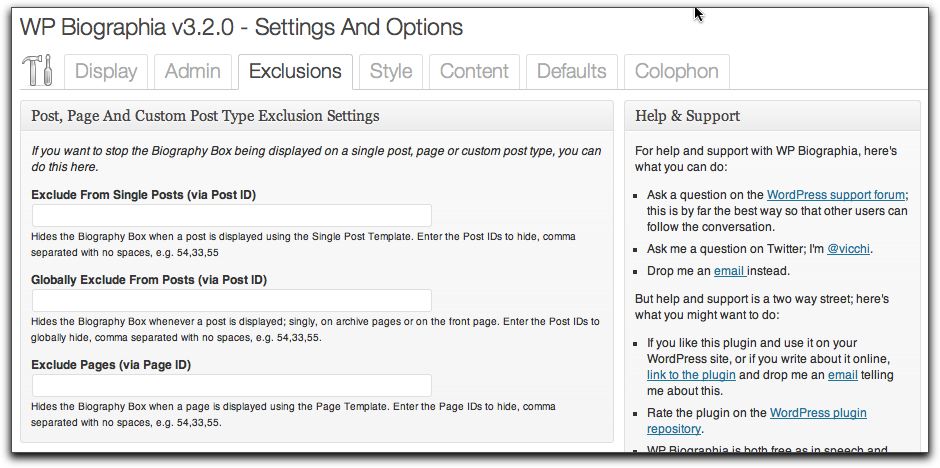 WP Biographia v3.2.0 - Settings And Options
Display Admin Exclusions Style Content Defaults Colophon
Post, Page And Custom Post Type Exclusion Settings
If you want to stop the Biography Box being displayed on a single post, page or custom post type, you can
do this here.
Exclude From Single Posts (via Post ID)
Hides the Biography Box when a post is displayed using the Single Post Template. Enter the Post IDs to hide, comma
separated with no spaces, e.g. 54,33,55
Globally Exclude From Posts (via Post ID)
Hides the Biography Box whenever a post is displayed; singly, on archive pages or on the front page. Enter the Post IDs to
globally hide, comma separated with no spaces, e.g. 54,33,55.
Exclude Pages (via Page ID)
Hides the Biography Box when a page is displayed using the Page Template. Enter the Page IDs to hide, comma
separated with no spaces, e.g. 54,33,55.
Help & Support
For help and support with WP Biographia, here's
what you can do:
Ask a question on the WordPress support forum;
this is by far the best way so that other users can
follow the conversation.
Ask me a question on Twitter; I'm @vicchi.
Drop me an email instead.
But help and support is a two way street; here's
what you might want to do:
If you like this plugin and use it on your
WordPress site, or if you write about it online,
link to the plugin and drop me an email telling
me about this.
Rate the plugin on the WordPress plugin
repository.
WP Biographia is both free as in speech and